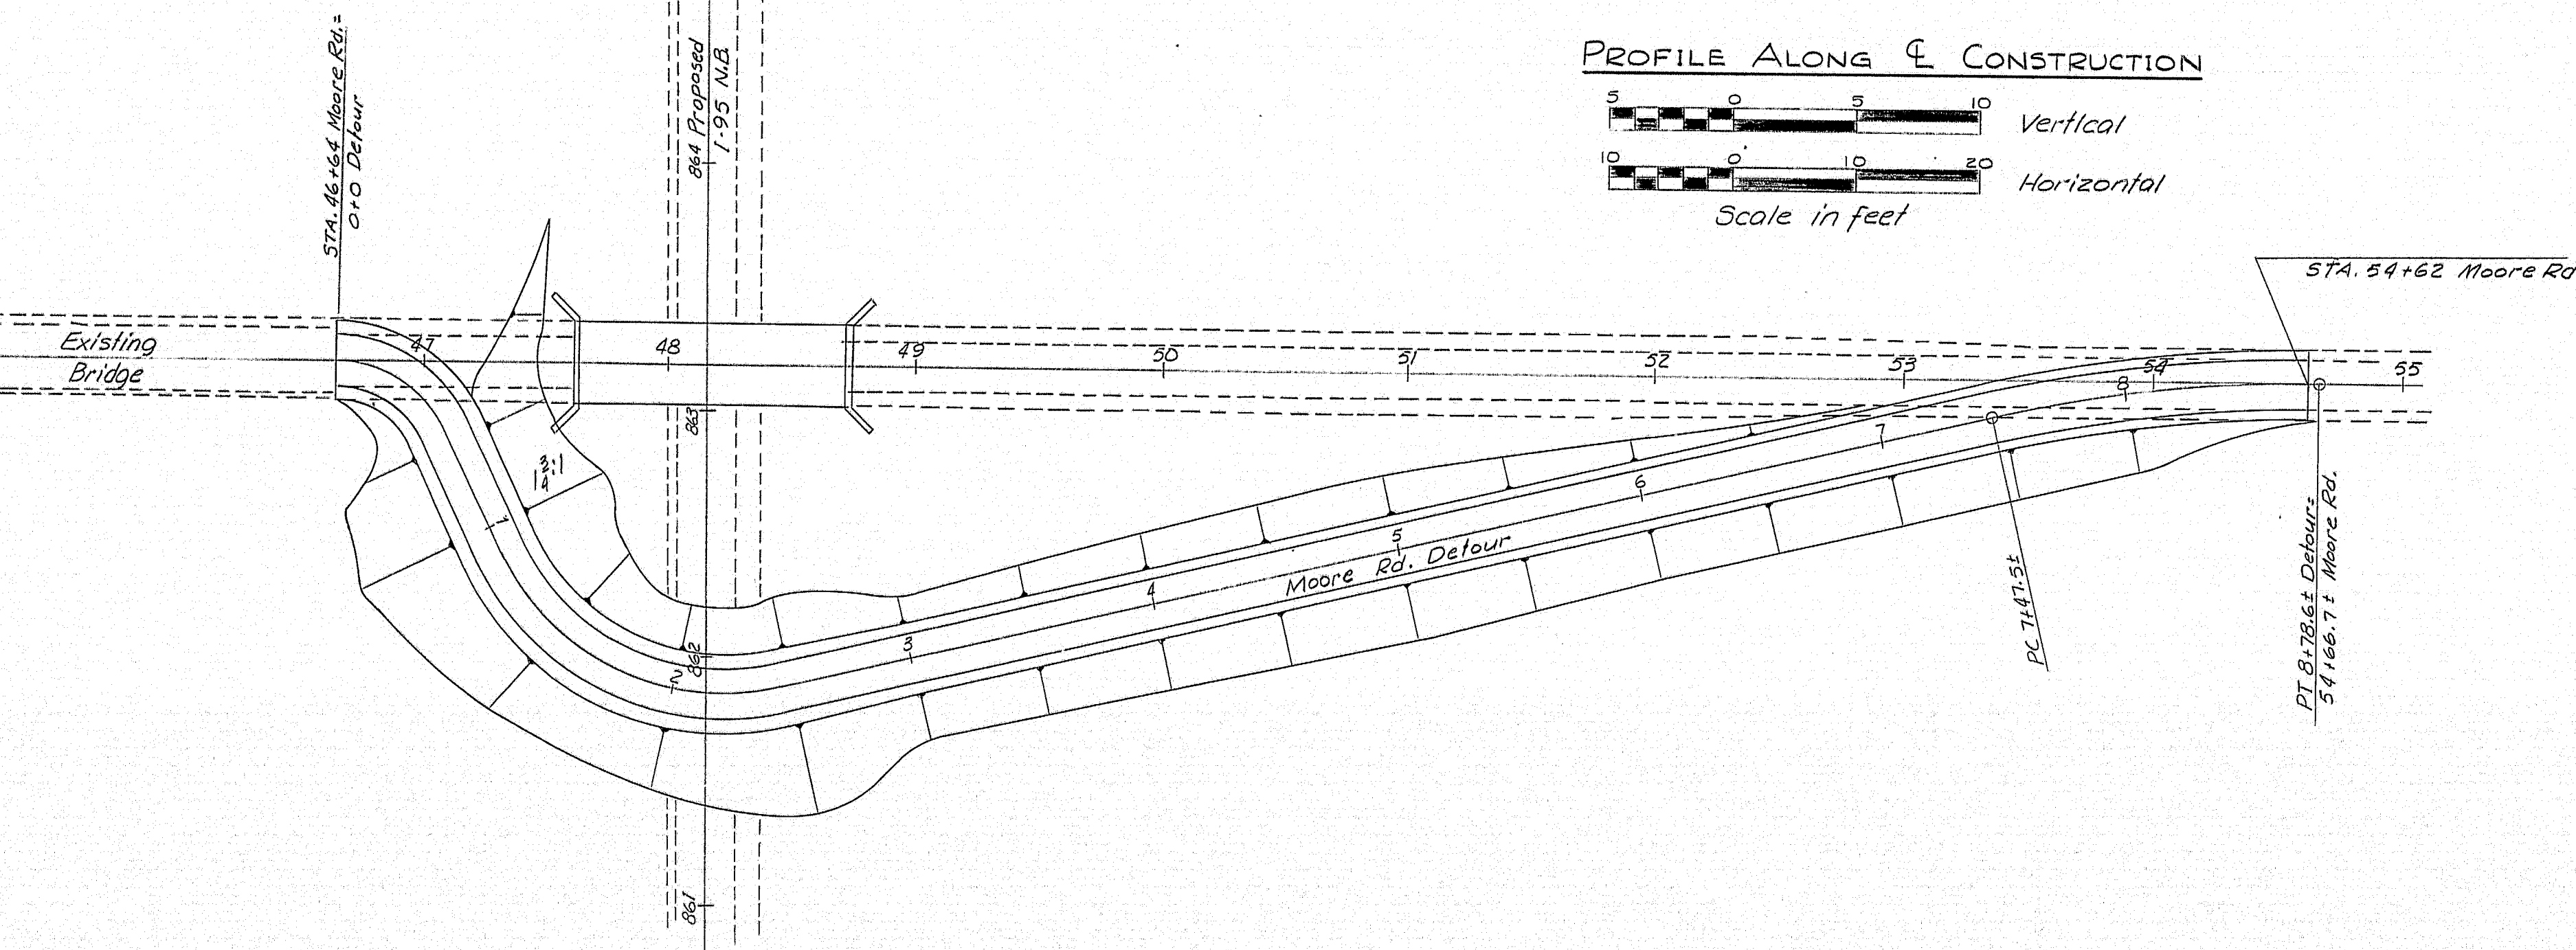 PROFILE ALONG ℄ CONSTRUCTION
5 0 5 10
Vertical
10 0 10 20
Horizontal
Scale in feet
STA. 46+64 Moore Rd.=
0+0 Detour
864 Proposed
I-95 N.B.
STA. 54+62 Moore Rd
Existing
Bridge
47 48 49 50 51 52 53 54 55
863
1 3/4:1
1 2 3 4 5 6 7 8
Moore Rd. Detour
862
861
PC 7+47.5±
PT 8+78.6± Detour=
54+66.7± Moore Rd.